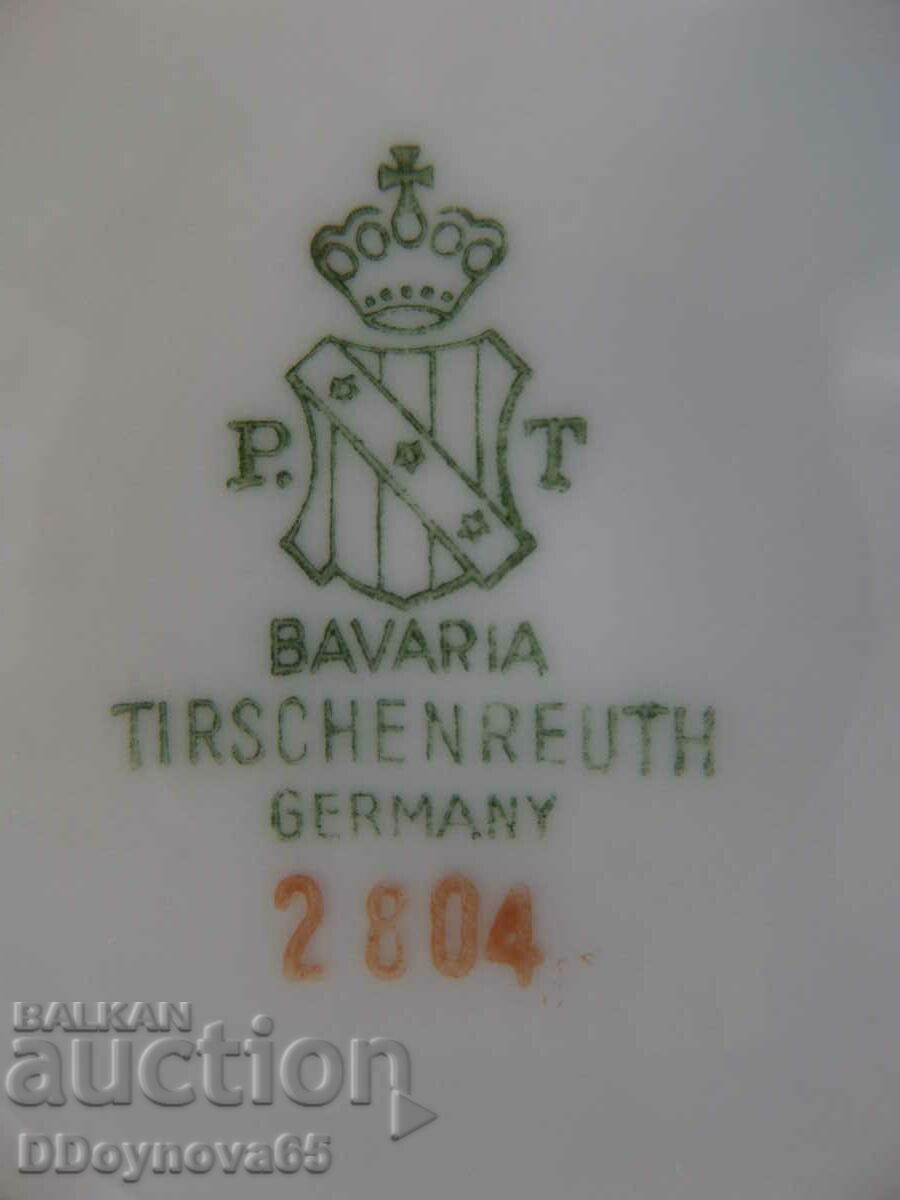 P. T
BAVARIA
TIRSCHENREUTH
GERMANY
2804
BALKAN
auction
DDoynova65